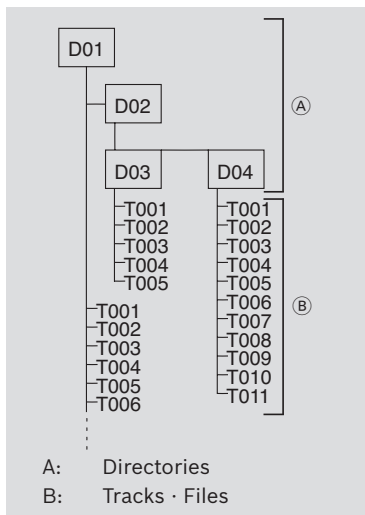 D01
D02
Ⓐ
D03 D04
T001 T001
T002 T002
T003 T003
T004 T004
T005 T005
T006
Ⓑ
T001 T007
T002 T008
T003 T009
T004 T010
T005 T011
T006
A: Directories
B: Tracks · Files